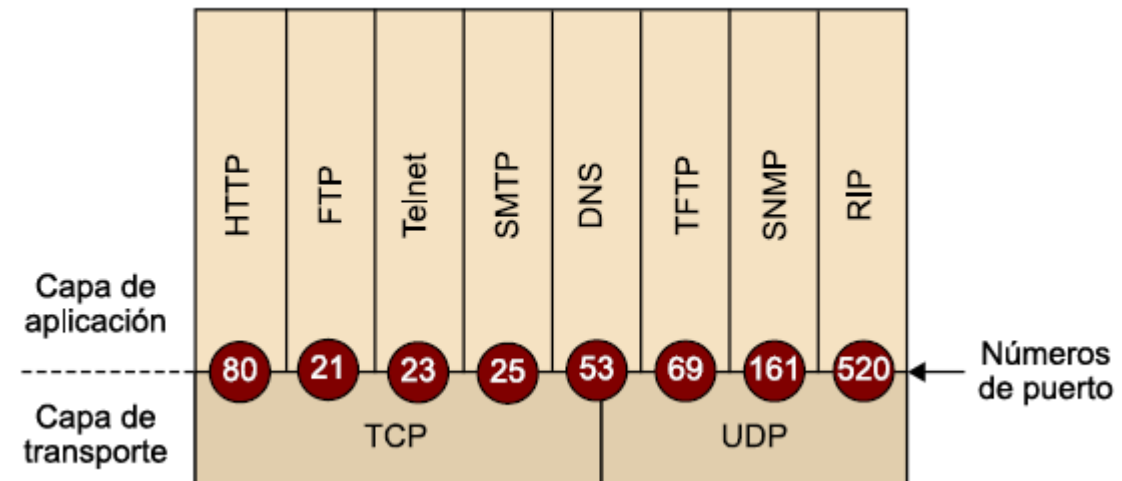 HTTP
FTP
Telnet
SMTP
DNS
TFTP
SNMP
RIP
Capa de
aplicación
80
21
23
25
53
69
161
520
Números
de puerto
Capa de
transporte
TCP
UDP